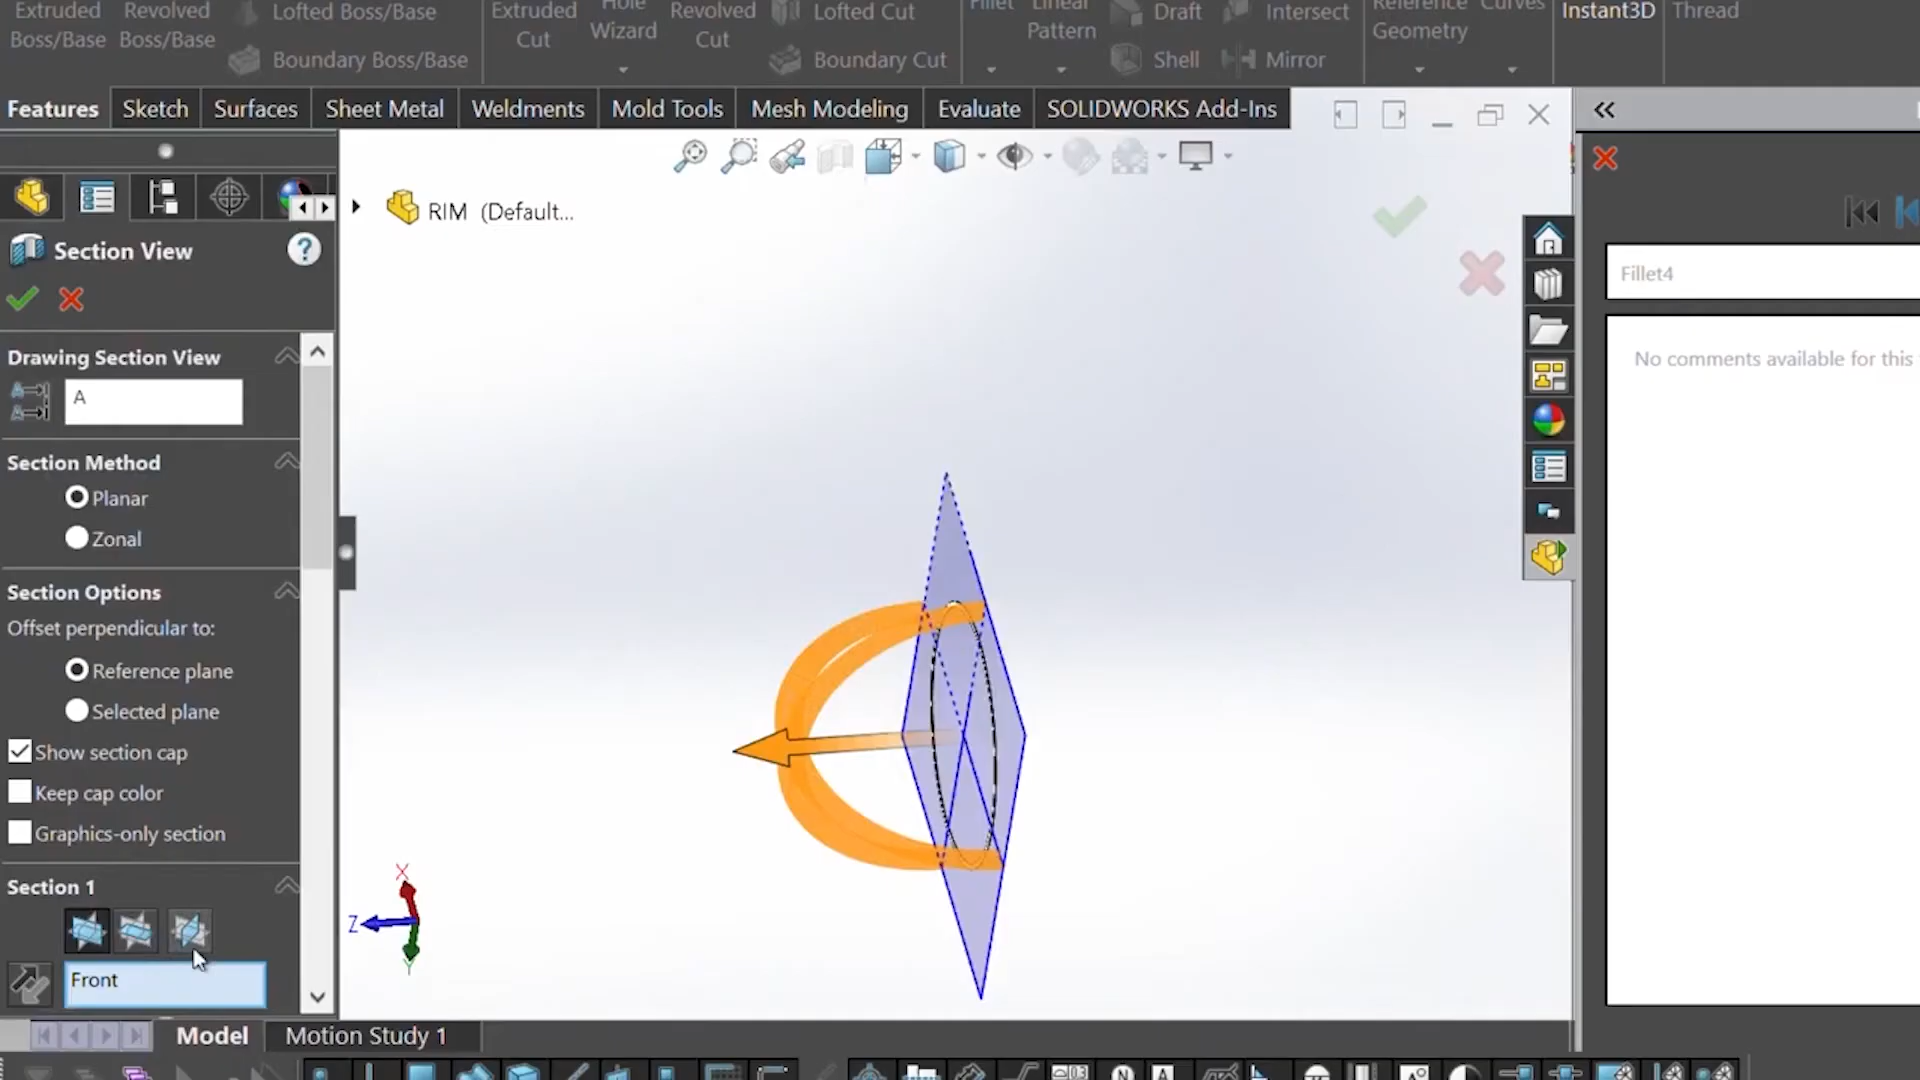 Extruded Boss/Base
Revolved Boss/Base
Lofted Boss/Base
Boundary Boss/Base
Extruded Cut
Hole Wizard
Revolved Cut
Lofted Cut
Boundary Cut
Fillet
Linear Pattern
Draft
Shell
Intersect
Mirror
Reference Geometry
Curves
Instant3D
Thread
Features
Sketch
Surfaces
Sheet Metal
Weldments
Mold Tools
Mesh Modeling
Evaluate
SOLIDWORKS Add-Ins
RIM (Default...
Section View
?
Drawing Section View
A
Section Method
Planar
Zonal
Section Options
Offset perpendicular to:
Reference plane
Selected plane
Show section cap
Keep cap color
Graphics-only section
Section 1
Front
X
Z
Y
Fillet4
No comments available for this
Model
Motion Study 1